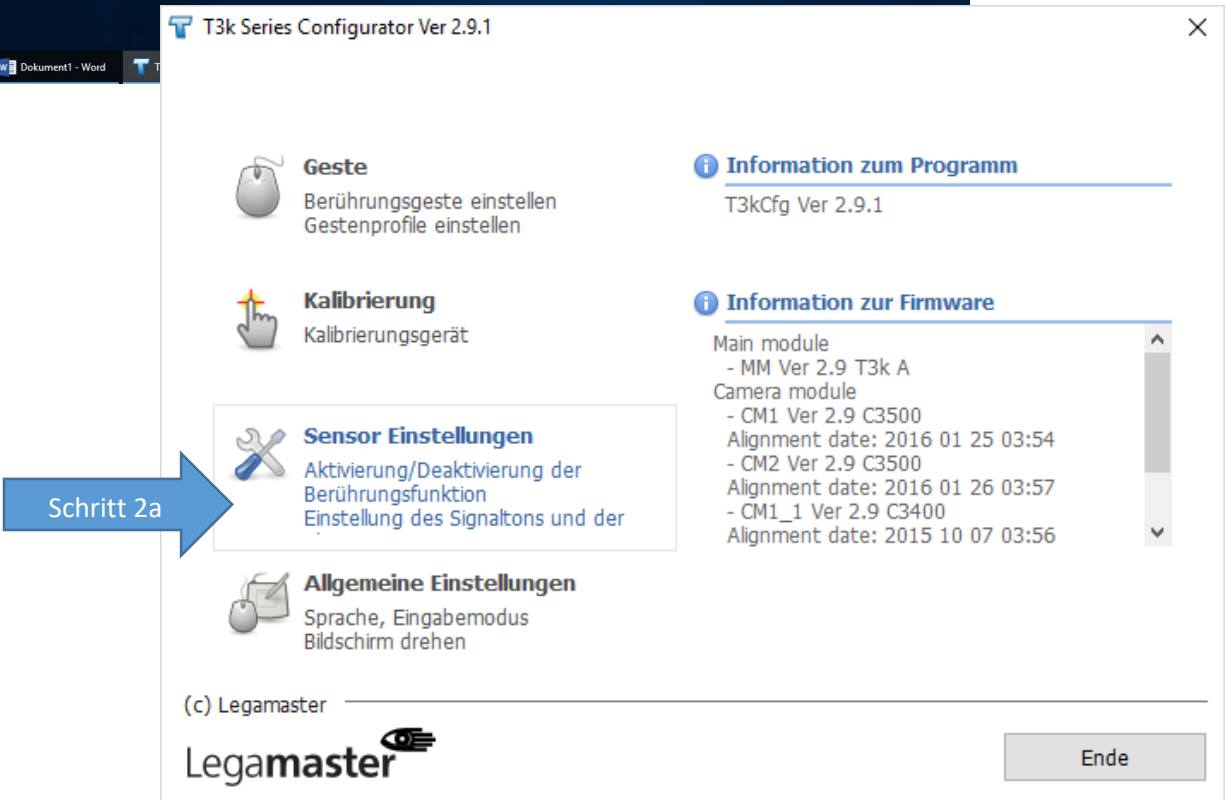 T3k Series Configurator Ver 2.9.1
Dokument1 - Word
Geste
Berührungsgeste einstellen
Gestenprofile einstellen
Information zum Programm
T3kCfg Ver 2.9.1
Kalibrierung
Kalibrierungsgerät
Information zur Firmware
Main module
- MM Ver 2.9 T3k A
Camera module
- CM1 Ver 2.9 C3500
Alignment date: 2016 01 25 03:54
- CM2 Ver 2.9 C3500
Alignment date: 2016 01 26 03:57
- CM1_1 Ver 2.9 C3400
Alignment date: 2015 10 07 03:56
Sensor Einstellungen
Aktivierung/Deaktivierung der
Berührungsfunktion
Einstellung des Signaltons und der
Schritt 2a
Allgemeine Einstellungen
Sprache, Eingabemodus
Bildschirm drehen
(c) Legamaster
Legamaster
Ende